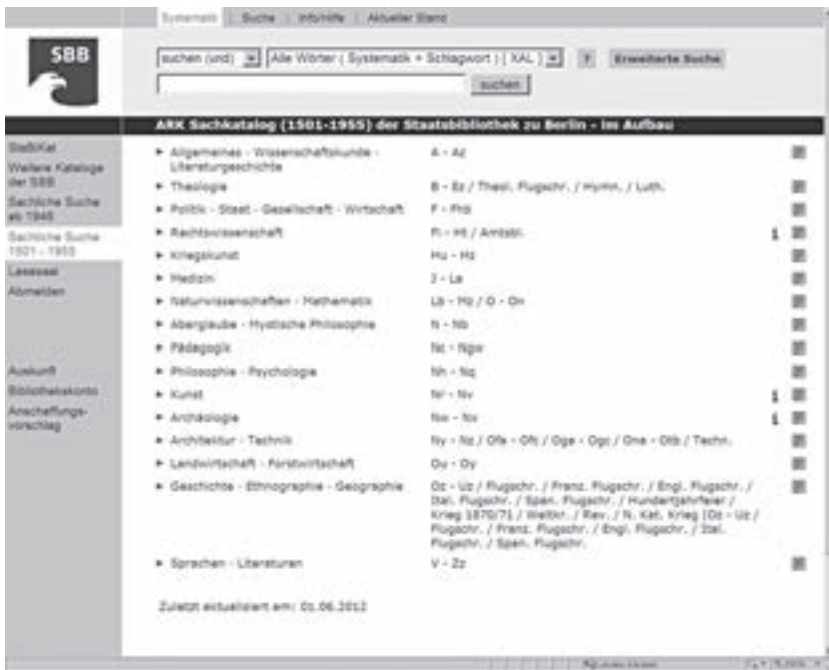 Systematik | Suche | Info/Hilfe | Aktueller Stand
SBB
suchen (und) Alle Wörter ( Systematik + Schlagwort ) [ XAL ] ? Erweiterte Suche
suchen
ARK Sachkatalog (1501-1955) der Staatsbibliothek zu Berlin - im Aufbau
StaBiKat
Weitere Kataloge
der SBB
Sachliche Suche
ab 1946
Sachliche Suche
1501 - 1955
Lesesaal
Abmelden
Auskunft
Bibliothekskonto
Anschaffungs-
vorschlag
Allgemeines - Wissenschaftskunde - A - Az
Literaturgeschichte
Theologie B - Ez / Theol. Flugschr. / Hymn. / Luth.
Politik - Staat - Gesellschaft - Wirtschaft F - Fhb
Rechtswissenschaft Fi - Ht / Amtsbl. i
Kriegskunst Hu - Hz
Medizin J - La
Naturwissenschaften - Mathematik Lb - Mz / O - On
Aberglaube - Mystische Philosophie N - Nb
Pädagogik Nc - Ngw
Philosophie - Psychologie Nh - Nq
Kunst Nr - Nv i
Archäologie Nw - Nx i
Architektur - Technik Ny - Nz / Ofa - Ofc / Oga - Ogc / Ona - Otb / Techn.
Landwirtschaft - Forstwirtschaft Ou - Oy
Geschichte - Ethnographie - Geographie Oz - Uz / Flugschr. / Franz. Flugschr. / Engl. Flugschr. /
Ital. Flugschr. / Span. Flugschr. / Hundertjahrfeier /
Krieg 1870/71 / Weltkr. / Rev. / N. Kat. Krieg [Oz - Uz /
Flugschr. / Franz. Flugschr. / Engl. Flugschr. / Ital.
Flugschr. / Span. Flugschr.
Sprachen - Literaturen V - Zz
Zuletzt aktualisiert am: 01.06.2012